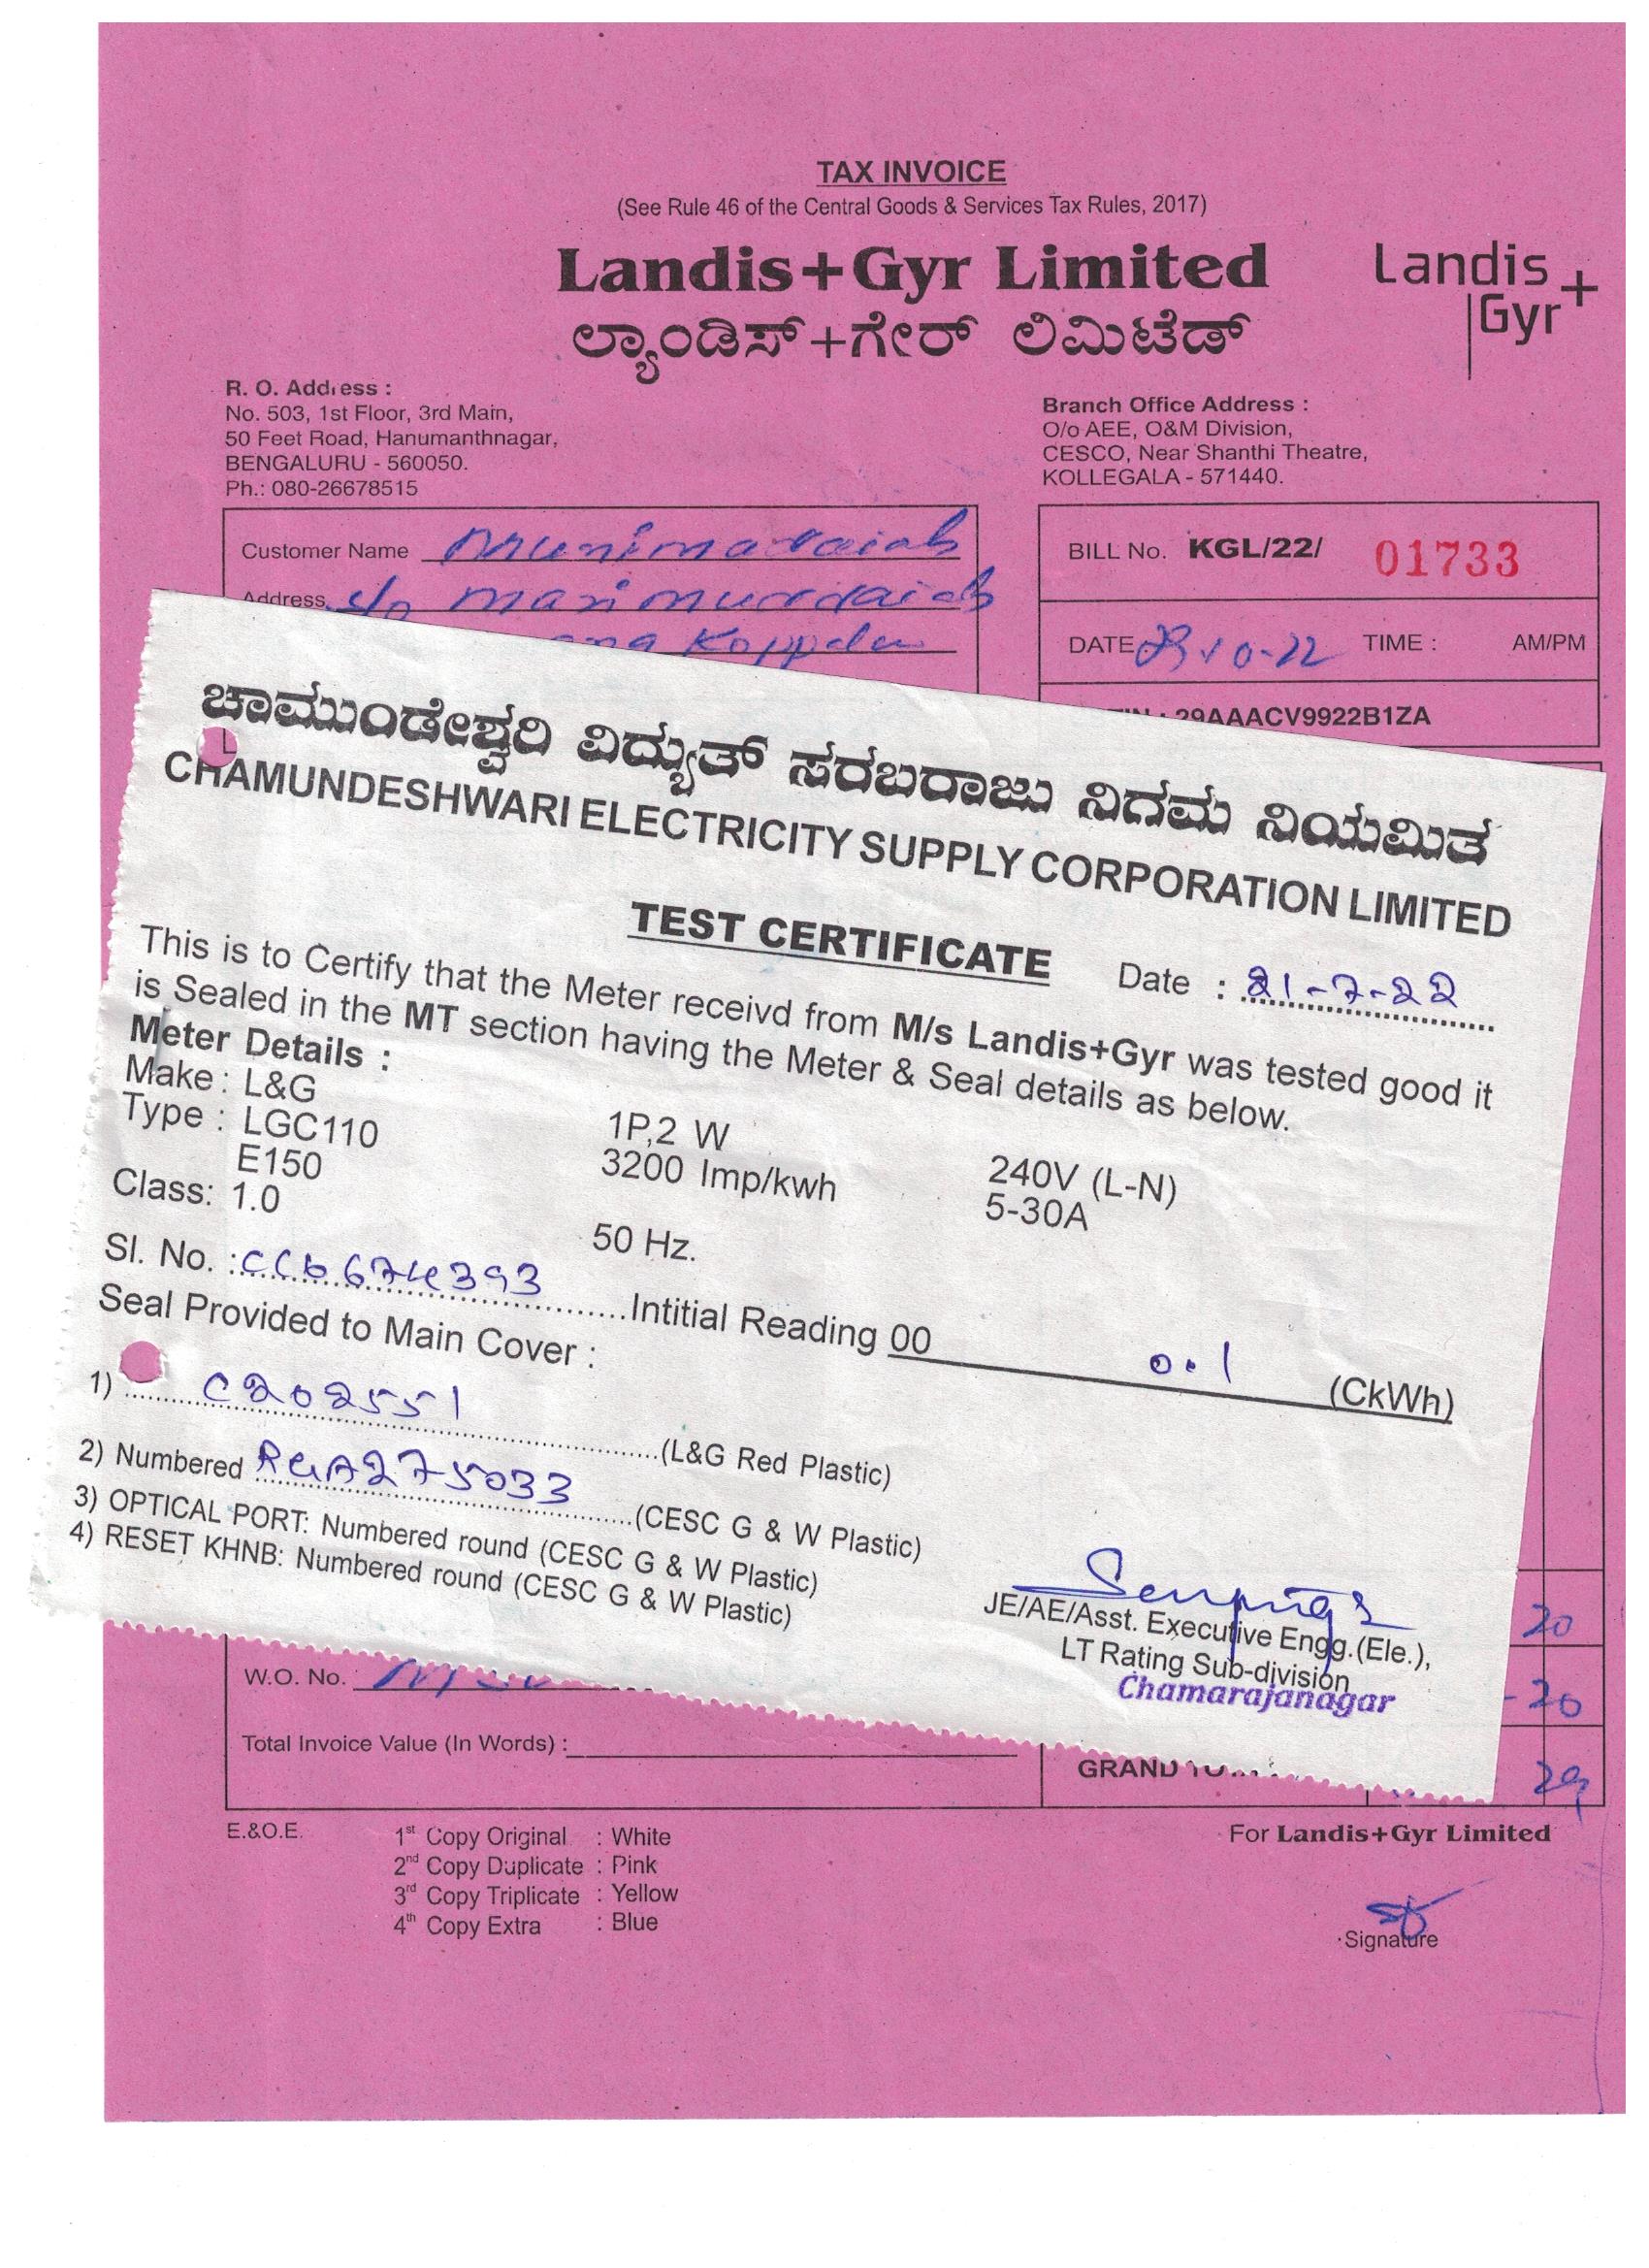 TAX INVOICE
(See Rule 46 of the Central Goods & Services Tax Rules, 2017)
Landis+Gyr Limited
ಲ್ಯಾಂಡಿಸ್+ಗೇರ್ ಲಿಮಿಟೆಡ್
Landis
Gyr+
R. O. Address :
No. 503, 1st Floor, 3rd Main,
50 Feet Road, Hanumanthnagar,
BENGALURU - 560050.
Ph.: 080-26678515
Branch Office Address :
O/o AEE, O&M Division,
CESCO, Near Shanthi Theatre,
KOLLEGALA - 571440.
Customer Name
Address s/o
Koppalu
BILL No. KGL/22/ 01733
DATE TIME : AM/PM
: 29AAACV9922B1ZA
ಚಾಮುಂಡೇಶ್ವರಿ ವಿದ್ಯುತ್ ಸರಬರಾಜು ನಿಗಮ ನಿಯಮಿತ
CHAMUNDESHWARI ELECTRICITY SUPPLY CORPORATION LIMITED
TEST CERTIFICATE
Date : 21-7-22
This is to Certify that the Meter receivd from M/s Landis+Gyr was tested good it
is Sealed in the MT section having the Meter & Seal details as below.
Meter Details :
Make : L&G
Type : LGC110 1P,2 W 240V (L-N)
E150 3200 Imp/kwh 5-30A
Class: 1.0 50 Hz.
Sl. No. : Intitial Reading 00 0.1 (CkWh)
Seal Provided to Main Cover :
1) C202551 (L&G Red Plastic)
2) Numbered RGA275033 (CESC G & W Plastic)
3) OPTICAL PORT: Numbered round (CESC G & W Plastic)
4) RESET KHNB: Numbered round (CESC G & W Plastic)
JE/AE/Asst. Executive Engg.(Ele.),
LT Rating Sub-division
Chamarajanagar
20
W.O. No.
-20
Total Invoice Value (In Words) :
GRAND
29
E.&O.E.
1st Copy Original : White
2nd Copy Duplicate : Pink
3rd Copy Triplicate : Yellow
4th Copy Extra : Blue
For Landis+Gyr Limited
Signature